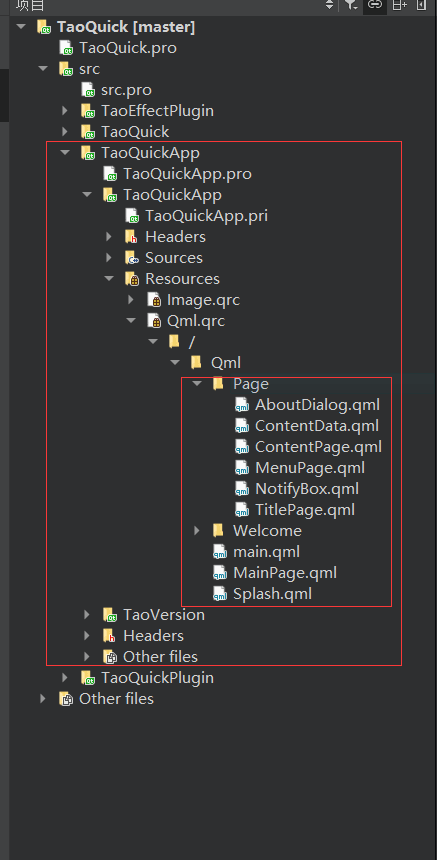 项目
TaoQuick [master]
TaoQuick.pro
src
src.pro
TaoEffectPlugin
TaoQuick
TaoQuickApp
TaoQuickApp.pro
TaoQuickApp
TaoQuickApp.pri
Headers
Sources
Resources
Image.qrc
Qml.qrc
/
Qml
Page
AboutDialog.qml
ContentData.qml
ContentPage.qml
MenuPage.qml
NotifyBox.qml
TitlePage.qml
Welcome
main.qml
MainPage.qml
Splash.qml
TaoVersion
Headers
Other files
TaoQuickPlugin
Other files